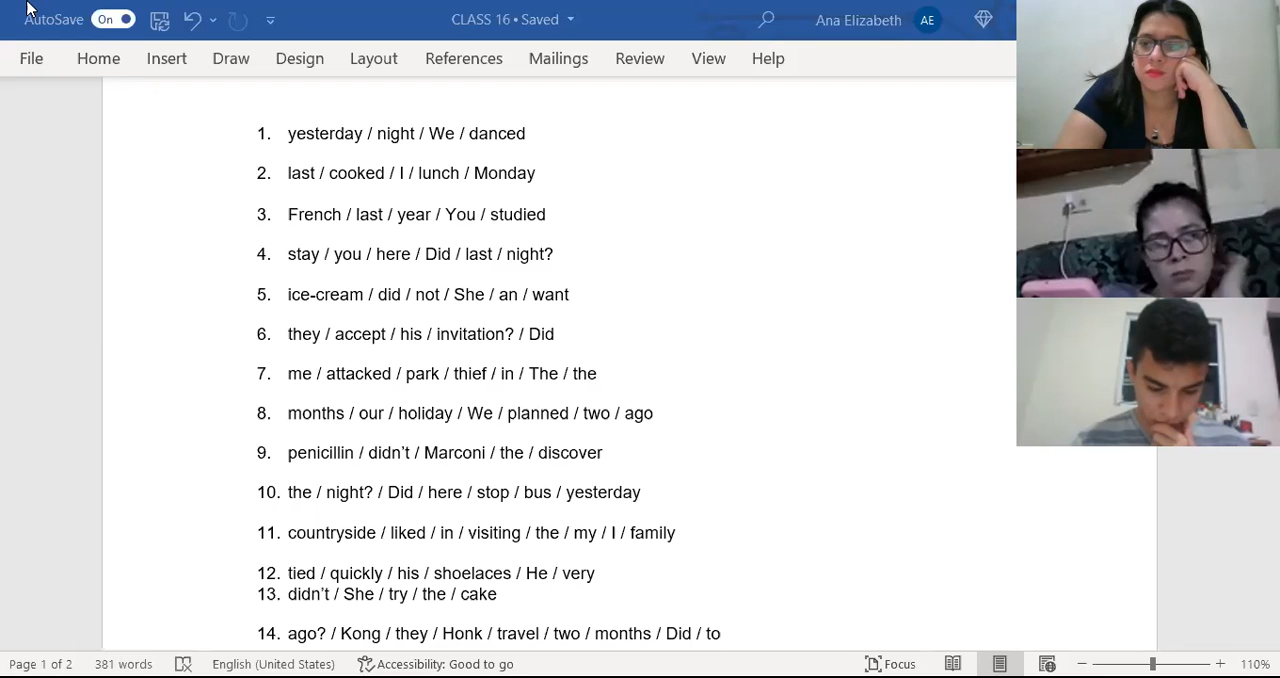 AutoSave On CLASS 16 • Saved Ana Elizabeth AE
File Home Insert Draw Design Layout References Mailings Review View Help
1. yesterday / night / We / danced
2. last / cooked / I / lunch / Monday
3. French / last / year / You / studied
4. stay / you / here / Did / last / night?
5. ice-cream / did / not / She / an / want
6. they / accept / his / invitation? / Did
7. me / attacked / park / thief / in / The / the
8. months / our / holiday / We / planned / two / ago
9. penicillin / didn’t / Marconi / the / discover
10. the / night? / Did / here / stop / bus / yesterday
11. countryside / liked / in / visiting / the / my / I / family
12. tied / quickly / his / shoelaces / He / very
13. didn’t / She / try / the / cake
14. ago? / Kong / they / Honk / travel / two / months / Did / to
Page 1 of 2 381 words English (United States) Accessibility: Good to go Focus 110%